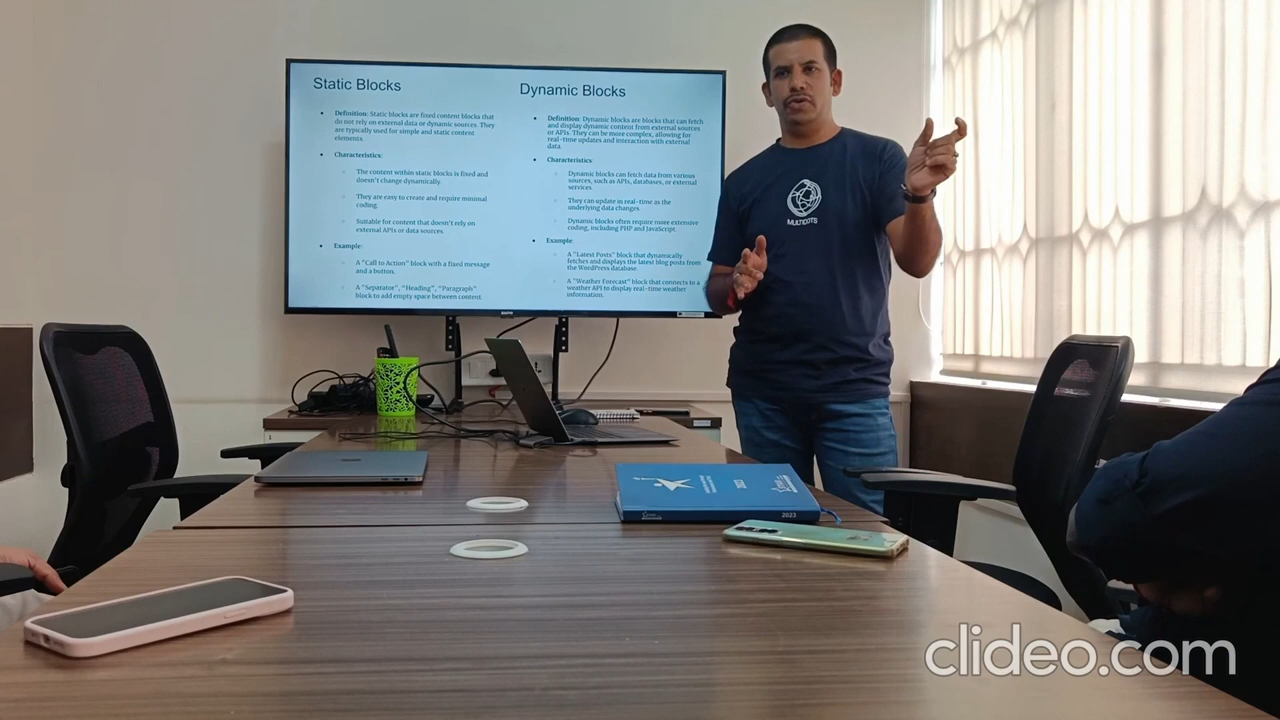 Static Blocks
Definition: Static blocks are fixed content blocks that
do not rely on external data or dynamic sources. They
are typically used for simple and static content
elements.
Characteristics:
The content within static blocks is fixed and
doesn't change dynamically.
They are easy to create and require minimal
coding.
Suitable for content that doesn't rely on
external APIs or data sources.
Example:
A "Call to Action" block with a fixed message
and a button.
A "Separator", "Heading", "Paragraph"
block to add empty space between content.
Dynamic Blocks
Definition: Dynamic blocks are blocks that can fetch
and display dynamic content from external sources
or APIs. They can be more complex, allowing for
real-time updates and interaction with external
data.
Characteristics:
Dynamic blocks can fetch data from various
sources, such as APIs, databases, or external
services.
They can update in real-time as the
underlying data changes.
Dynamic blocks often require more extensive
coding, including PHP and JavaScript.
Example:
A "Latest Posts" block that dynamically
fetches and displays the latest blog posts from
the WordPress database.
A "Weather Forecast" block that connects to a
weather API to display real-time weather
information.
MULTIDOTS
2023
2023
clideo.com